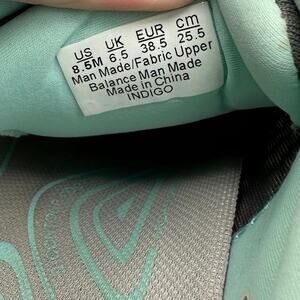 US UK EUR cm
8.5M 6.5 38.5 25.5
Man Made/Fabric Upper
Balance Man Made
Made in China
INDIGO